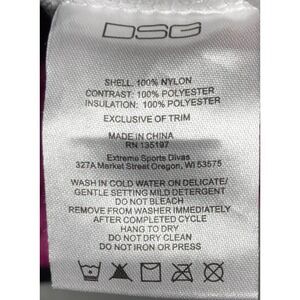 DSG
SHELL: 100% NYLON
CONTRAST: 100% POLYESTER
INSULATION: 100% POLYESTER
EXCLUSIVE OF TRIM
MADE IN CHINA
RN 135197
Extreme Sports Divas
327A Market Street Oregon, WI 53575
WASH IN COLD WATER ON DELICATE/
GENTLE SETTING MILD DETERGENT
DO NOT BLEACH
REMOVE FROM WASHER IMMEDIATELY
AFTER COMPLETED CYCLE
HANG TO DRY
DO NOT DRY CLEAN
DO NOT IRON OR PRESS